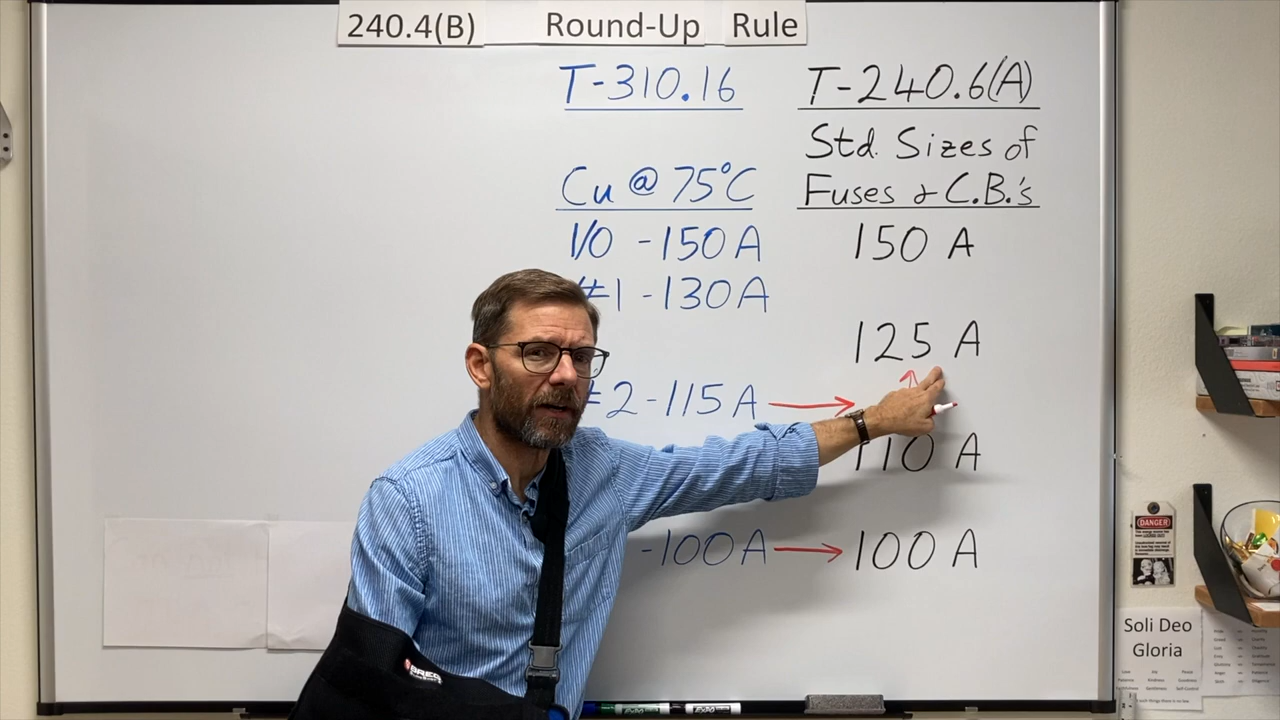 240.4(B) Round-Up Rule
T-310.16
Cu @ 75°C
1/0 - 150 A
#1 - 130 A
#2 - 115 A
- 100 A
T-240.6(A)
Std. Sizes of
Fuses & C.B.'s
150 A
125 A
110 A
100 A
DANGER
Soli Deo
Gloria